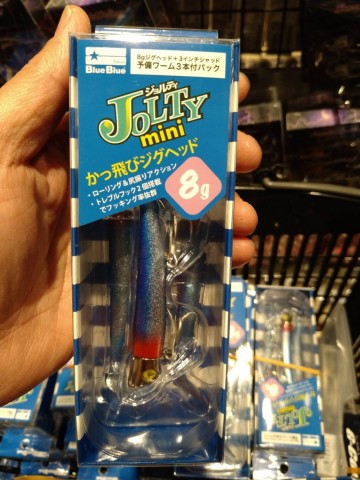 8gジグヘッド+3インチシャッド
予備ワーム3本付パック
BlueBlue
ジョルティ
JOLTY
mini
かっ飛びジグヘッド
・ローリング&尻振りアクション
・トレブルフック2個搭載
でフッキング率抜群
8g
JOLTY
mini